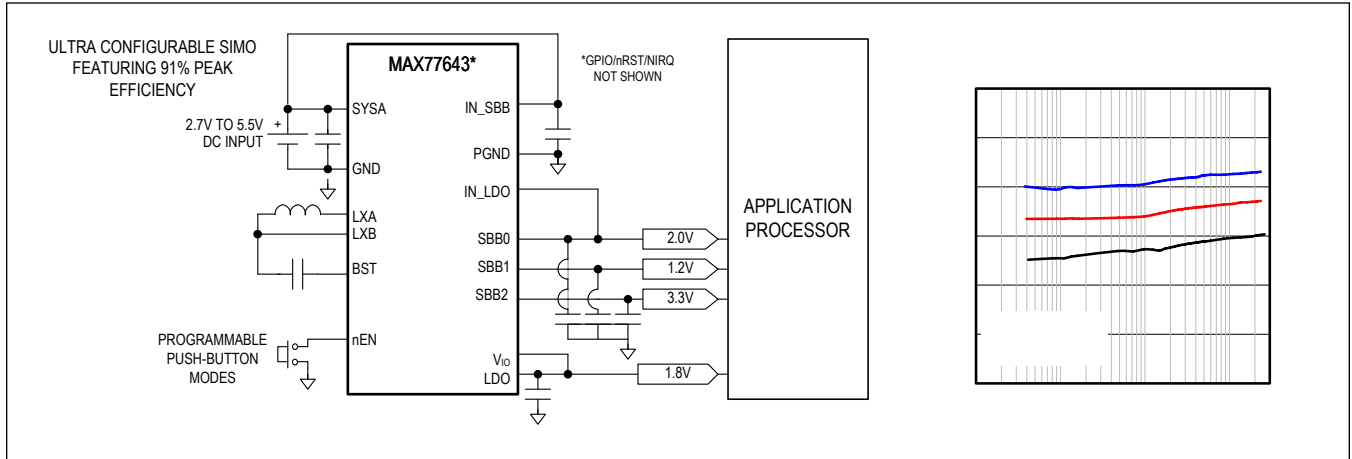 ULTRA CONFIGURABLE SIMO
FEATURING 91% PEAK
EFFICIENCY
MAX77643*
*GPIO/nRST/NIRQ
NOT SHOWN
SYSA
IN_SBB
2.7V TO 5.5V
DC INPUT
+
PGND
GND
IN_LDO
LXA
LXB
SBB0
2.0V
APPLICATION
PROCESSOR
BST
SBB1
1.2V
SBB2
3.3V
nEN
PROGRAMMABLE
PUSH-BUTTON
MODES
VIO
LDO
1.8V